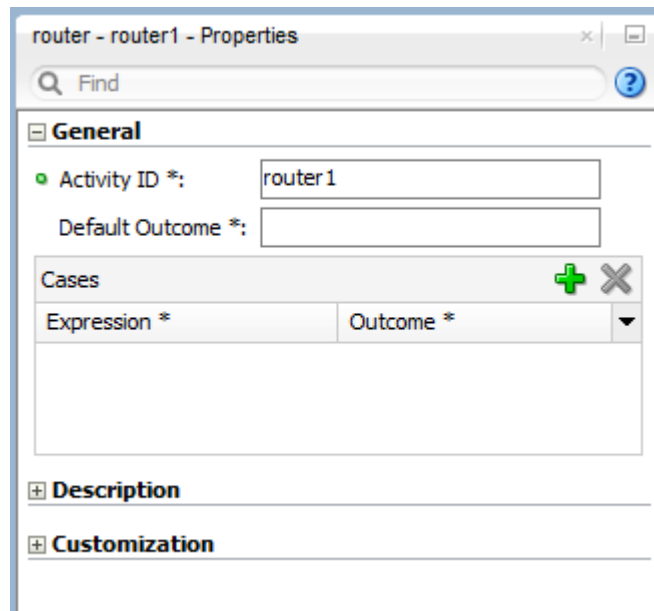 router - router1 - Properties
Find
General
Activity ID *: router1
Default Outcome *:
Cases
Expression * Outcome *
Description
Customization